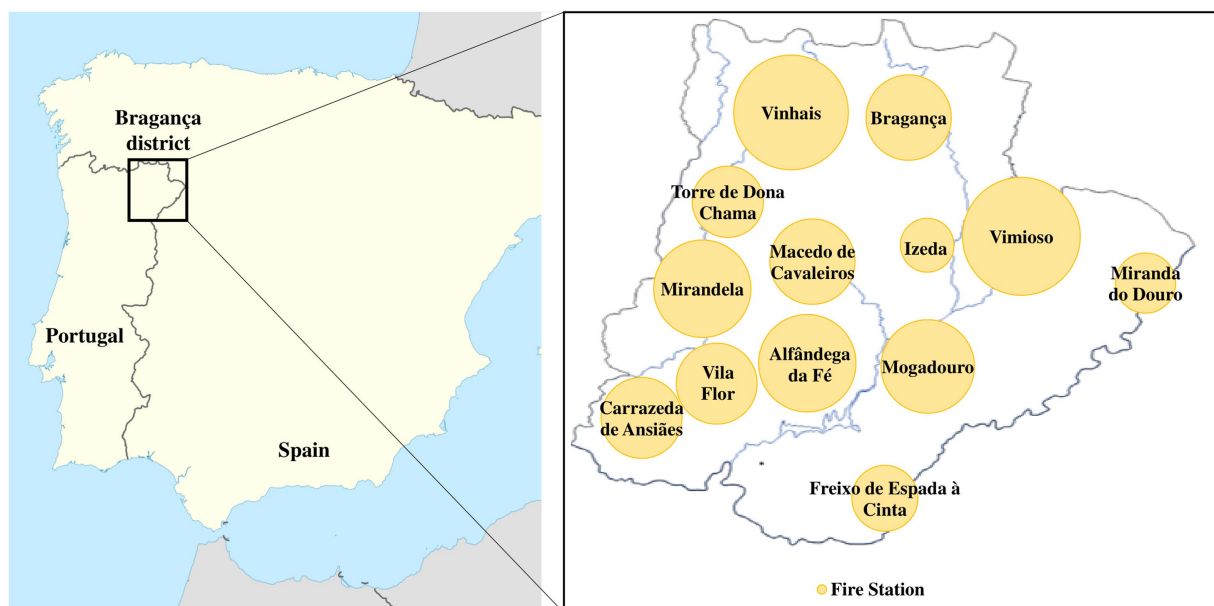 Bragança
district
Portugal
Spain
Vinhais
Bragança
Torre de Dona
Chama
Macedo de
Cavaleiros
Izeda
Vimioso
Mirandela
Miranda
do Douro
Vila
Flor
Alfândega
da Fé
Mogadouro
Carrazeda
de Ansiães
Freixo de Espada à
Cinta
Fire Station